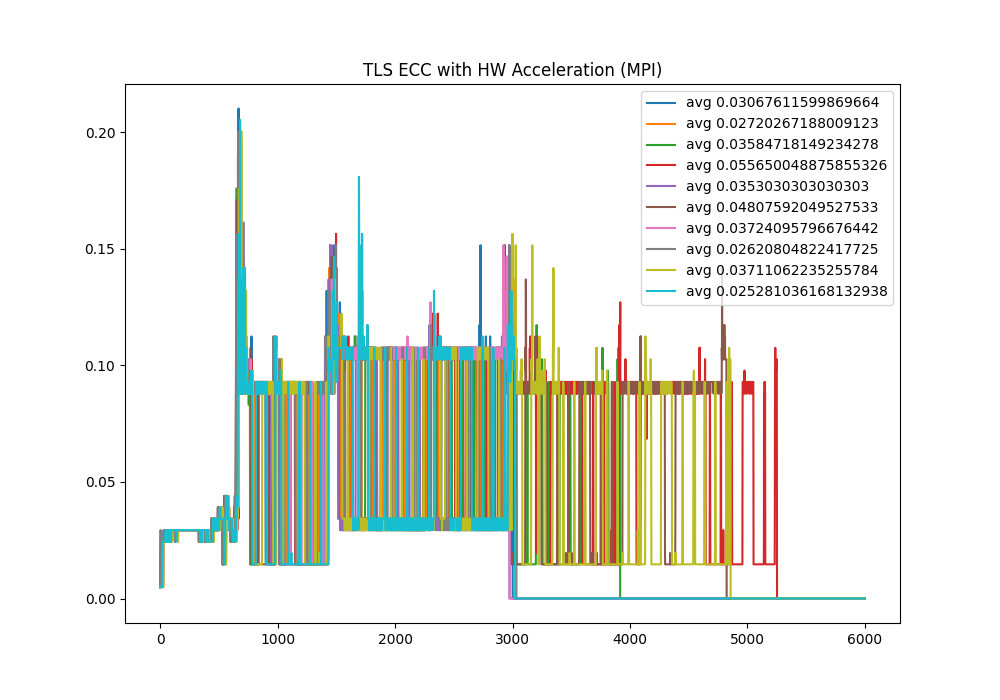 TLS ECC with HW Acceleration (MPI)
avg 0.03067611599869664
avg 0.02720267188009123
avg 0.03584718149234278
avg 0.055650048875855326
avg 0.0353030303030303
avg 0.04807592049527533
avg 0.03724095796676442
avg 0.02620804822417725
avg 0.03711062235255784
avg 0.025281036168132938
0.20
0.15
0.10
0.05
0.00
0 1000 2000 3000 4000 5000 6000